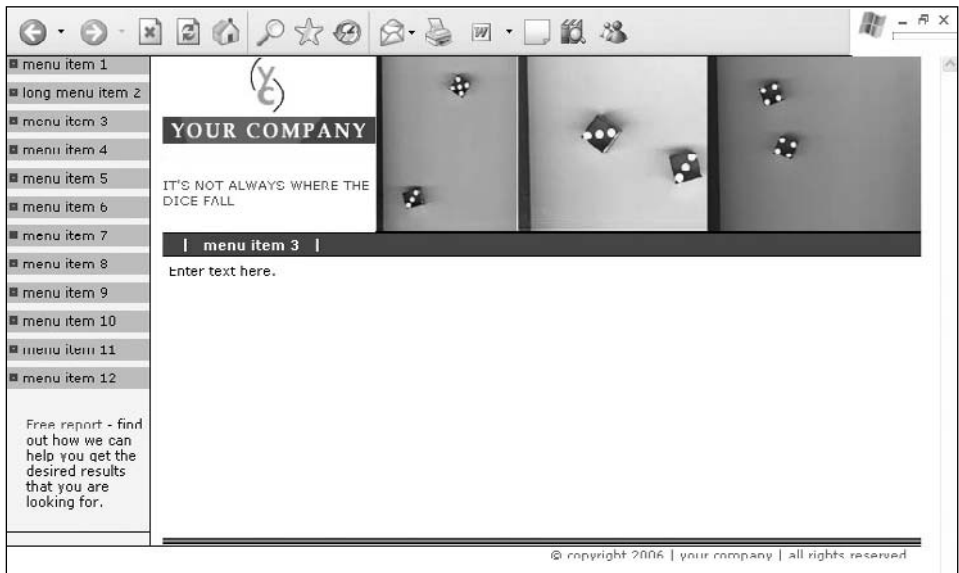 menu item 1
long menu item 2
menu item 3
menu item 4
menu item 5
menu item 6
menu item 7
menu item 8
menu item 9
menu item 10
menu item 11
menu item 12
Free report - find
out how we can
help you get the
desired results
that you are
looking for.
YC
YOUR COMPANY
IT'S NOT ALWAYS WHERE THE
DICE FALL
| menu item 3 |
Enter text here.
© copyright 2006 | your company | all rights reserved